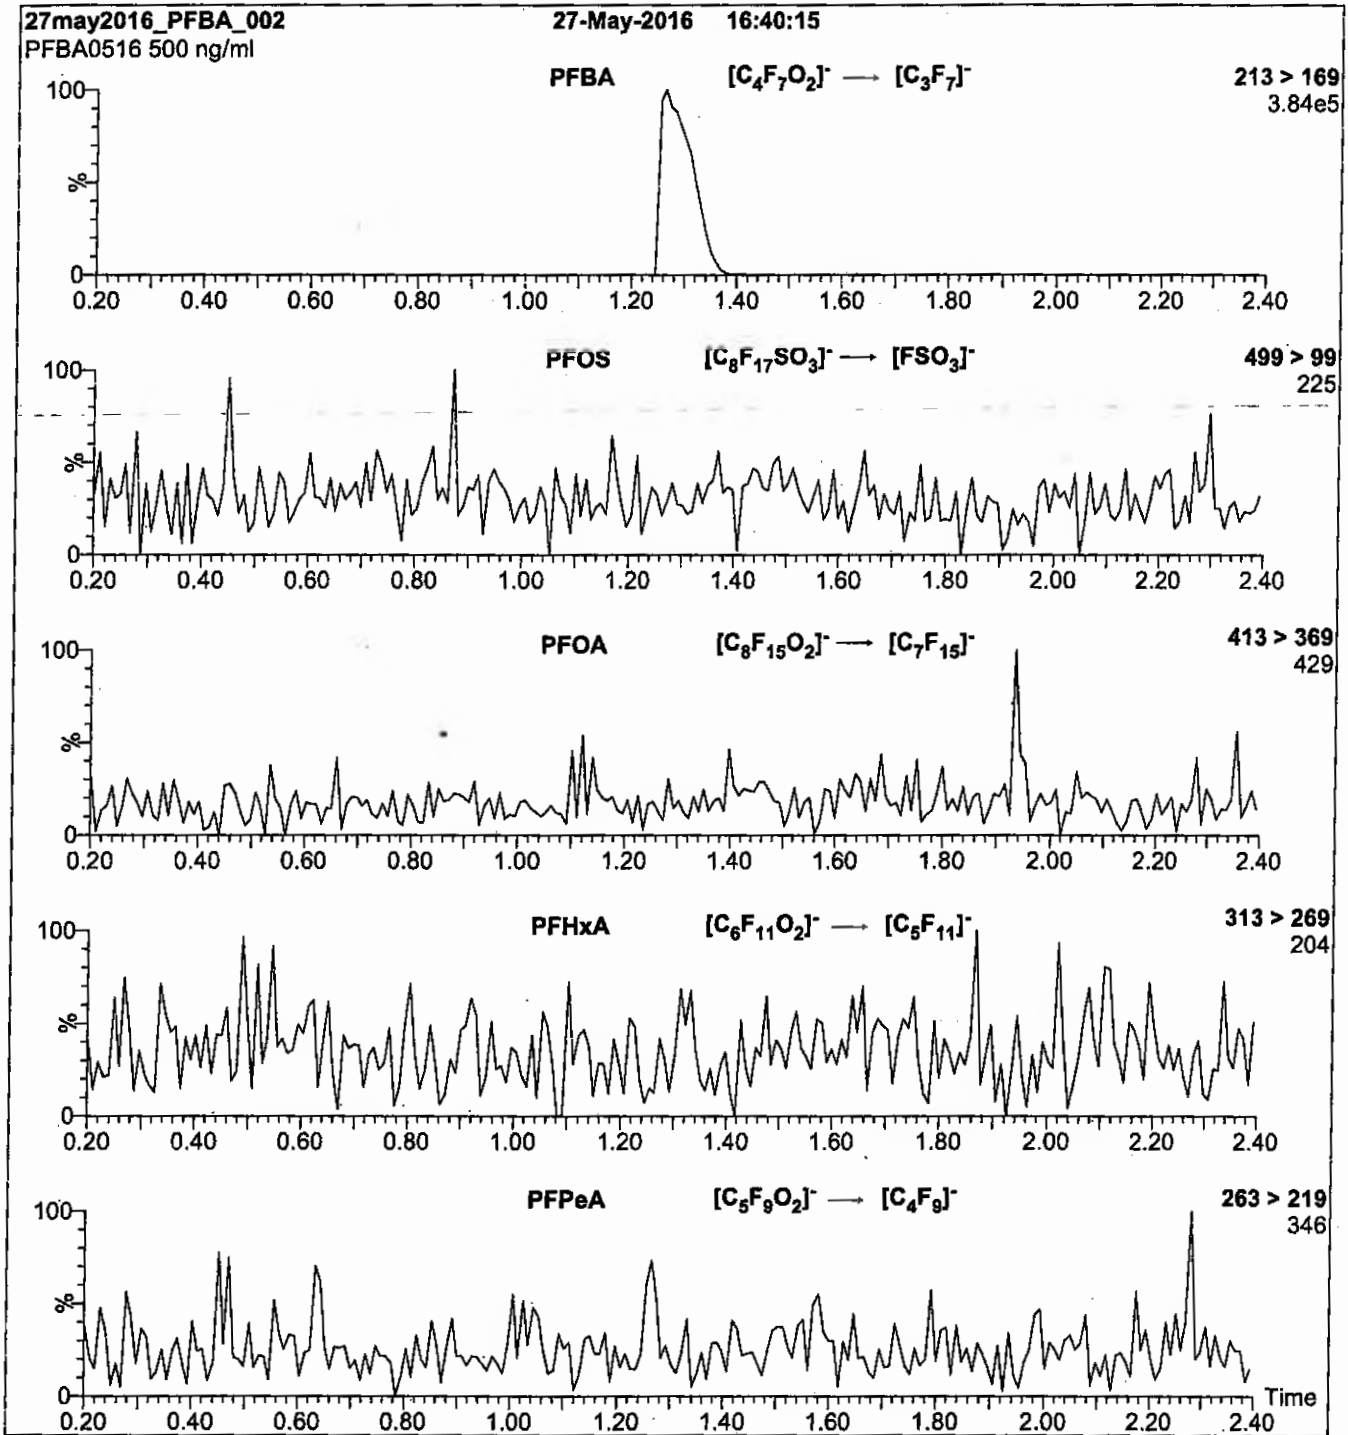 27may2016_PFBA_002 27-May-2016 16:40:15
PFBA0516 500 ng/ml
PFBA [C₄F₇O₂]⁻ → [C₃F₇]⁻ 213 > 169
3.84e5
100
%
0
0.20 0.40 0.60 0.80 1.00 1.20 1.40 1.60 1.80 2.00 2.20 2.40
PFOS [C₈F₁₇SO₃]⁻ → [FSO₃]⁻ 499 > 99
225
100
%
0
0.20 0.40 0.60 0.80 1.00 1.20 1.40 1.60 1.80 2.00 2.20 2.40
PFOA [C₈F₁₅O₂]⁻ → [C₇F₁₅]⁻ 413 > 369
429
100
%
0
0.20 0.40 0.60 0.80 1.00 1.20 1.40 1.60 1.80 2.00 2.20 2.40
PFHxA [C₆F₁₁O₂]⁻ → [C₅F₁₁]⁻ 313 > 269
204
100
%
0
0.20 0.40 0.60 0.80 1.00 1.20 1.40 1.60 1.80 2.00 2.20 2.40
PFPeA [C₅F₉O₂]⁻ → [C₄F₉]⁻ 263 > 219
346
100
%
0
Time
0.20 0.40 0.60 0.80 1.00 1.20 1.40 1.60 1.80 2.00 2.20 2.40